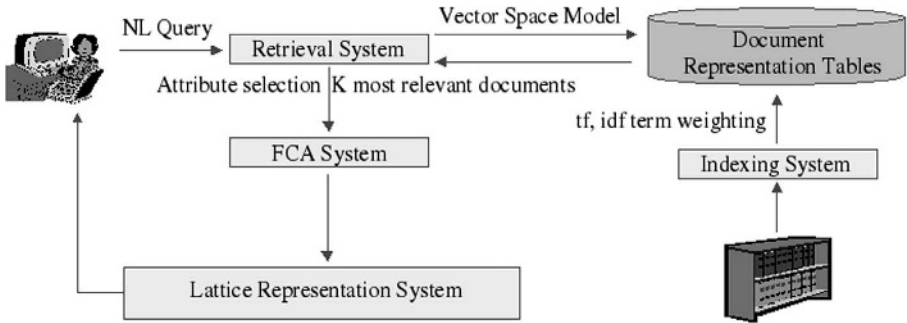 NL Query
Retrieval System
Vector Space Model
Document
Representation Tables
Attribute selection
K most relevant documents
tf, idf term weighting
FCA System
Indexing System
Lattice Representation System